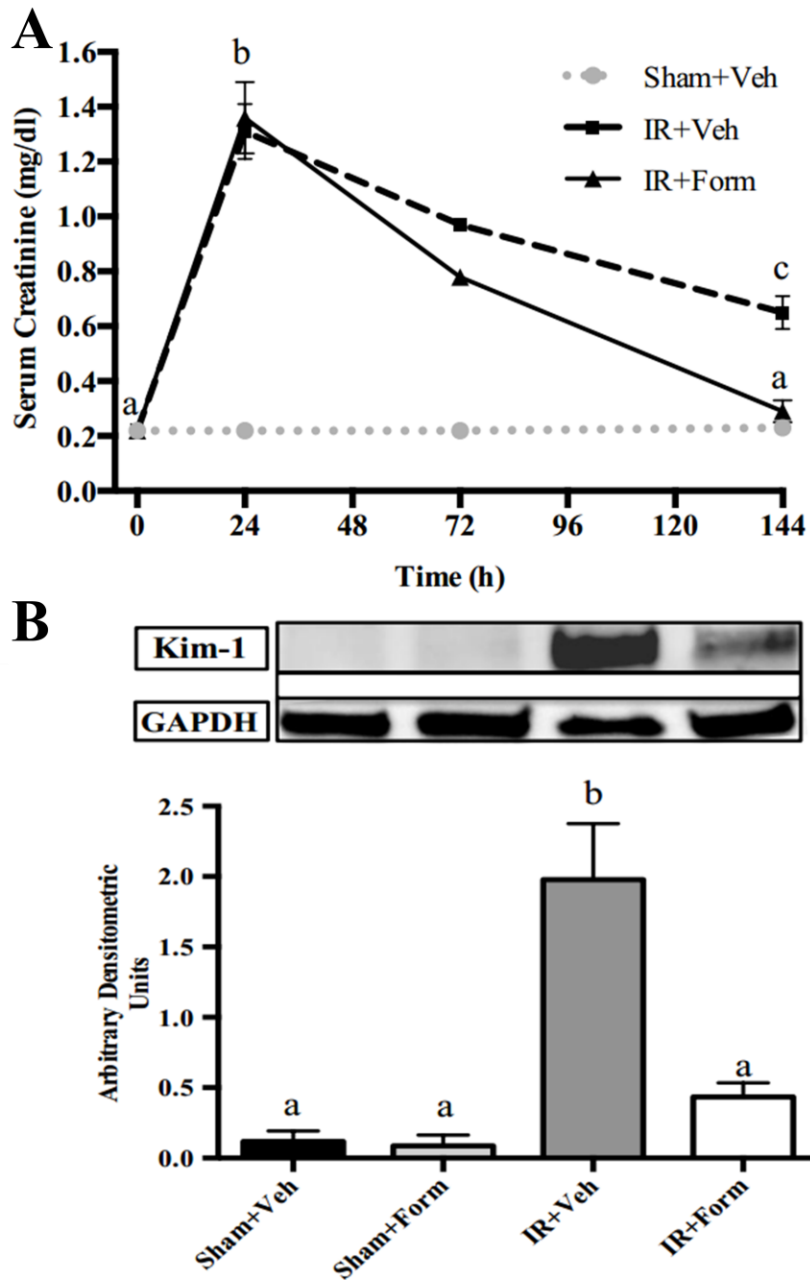 A
Serum Creatinine (mg/dl)
1.6
1.4
1.2
1.0
0.8
0.6
0.4
0.2
0.0
b
a
c
a
Sham+Veh
IR+Veh
IR+Form
0 24 48 72 96 120 144
Time (h)
B
Kim-1
GAPDH
Arbitrary Densitometric
Units
2.5
2.0
1.5
1.0
0.5
0.0
a a b a
Sham+Veh
Sham+Form
IR+Veh
IR+Form